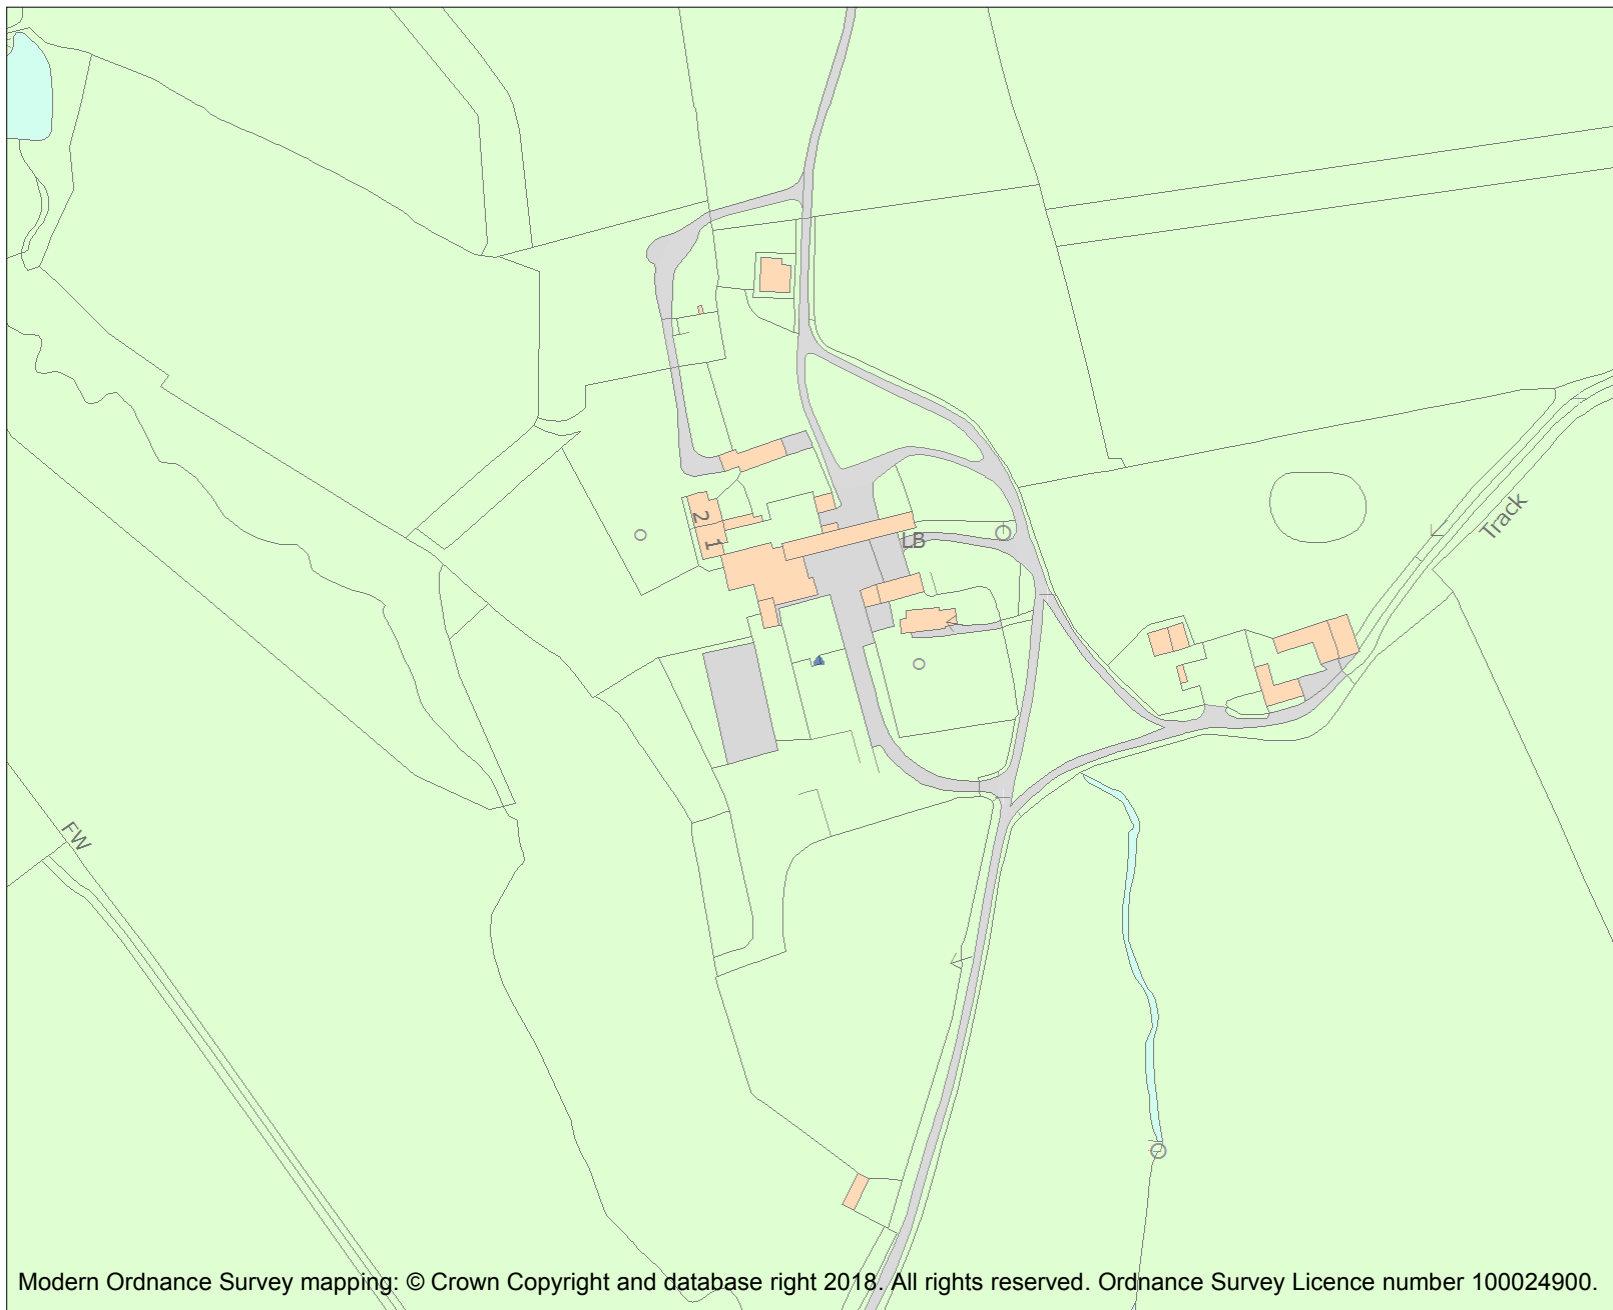 2
1
LB
Track
FW
Modern Ordnance Survey mapping: © Crown Copyright and database right 2018. All rights reserved. Ordnance Survey Licence number 100024900.